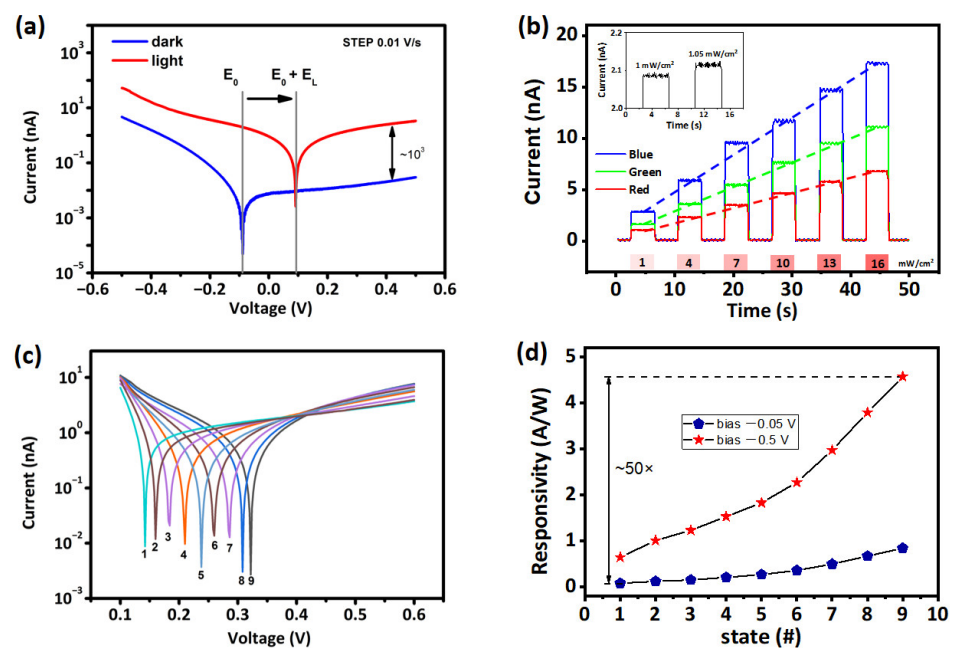 (a)
dark
light
STEP 0.01 V/s
E0
E0 + EL
~10³
10³
10¹
10⁻¹
10⁻³
10⁻⁵
Current (nA)
−0.6 −0.4 −0.2 0.0 0.2 0.4 0.6
Voltage (V)
(b)
2.2
2.1
2.0
Current (nA)
1 mW/cm²
1.05 mW/cm²
0 4 8 12 16
Time (s)
Blue
Green
Red
20
15
10
5
0
Current (nA)
1 4 7 10 13 16 mW/cm²
0 10 20 30 40 50
Time (s)
(c)
10¹
10⁰
10⁻¹
10⁻²
10⁻³
Current (nA)
1 2 3 4 5 6 7 8 9
0.1 0.2 0.3 0.4 0.5 0.6
Voltage (V)
(d)
5
4
3
2
1
0
Responsivity (A/W)
~50×
bias −0.05 V
bias −0.5 V
0 1 2 3 4 5 6 7 8 9 10
state (#)